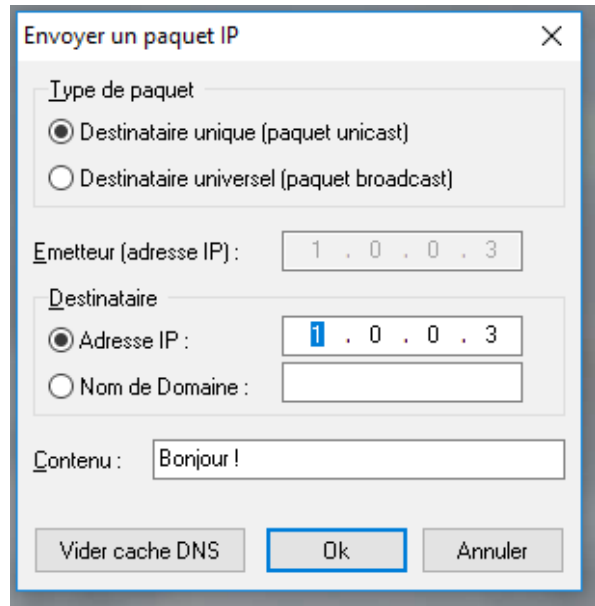 Envoyer un paquet IP
Type de paquet
Destinataire unique (paquet unicast)
Destinataire universel (paquet broadcast)
Emetteur (adresse IP) : 1 . 0 . 0 . 3
Destinataire
Adresse IP : 1 . 0 . 0 . 3
Nom de Domaine :
Contenu : Bonjour !
Vider cache DNS Ok Annuler